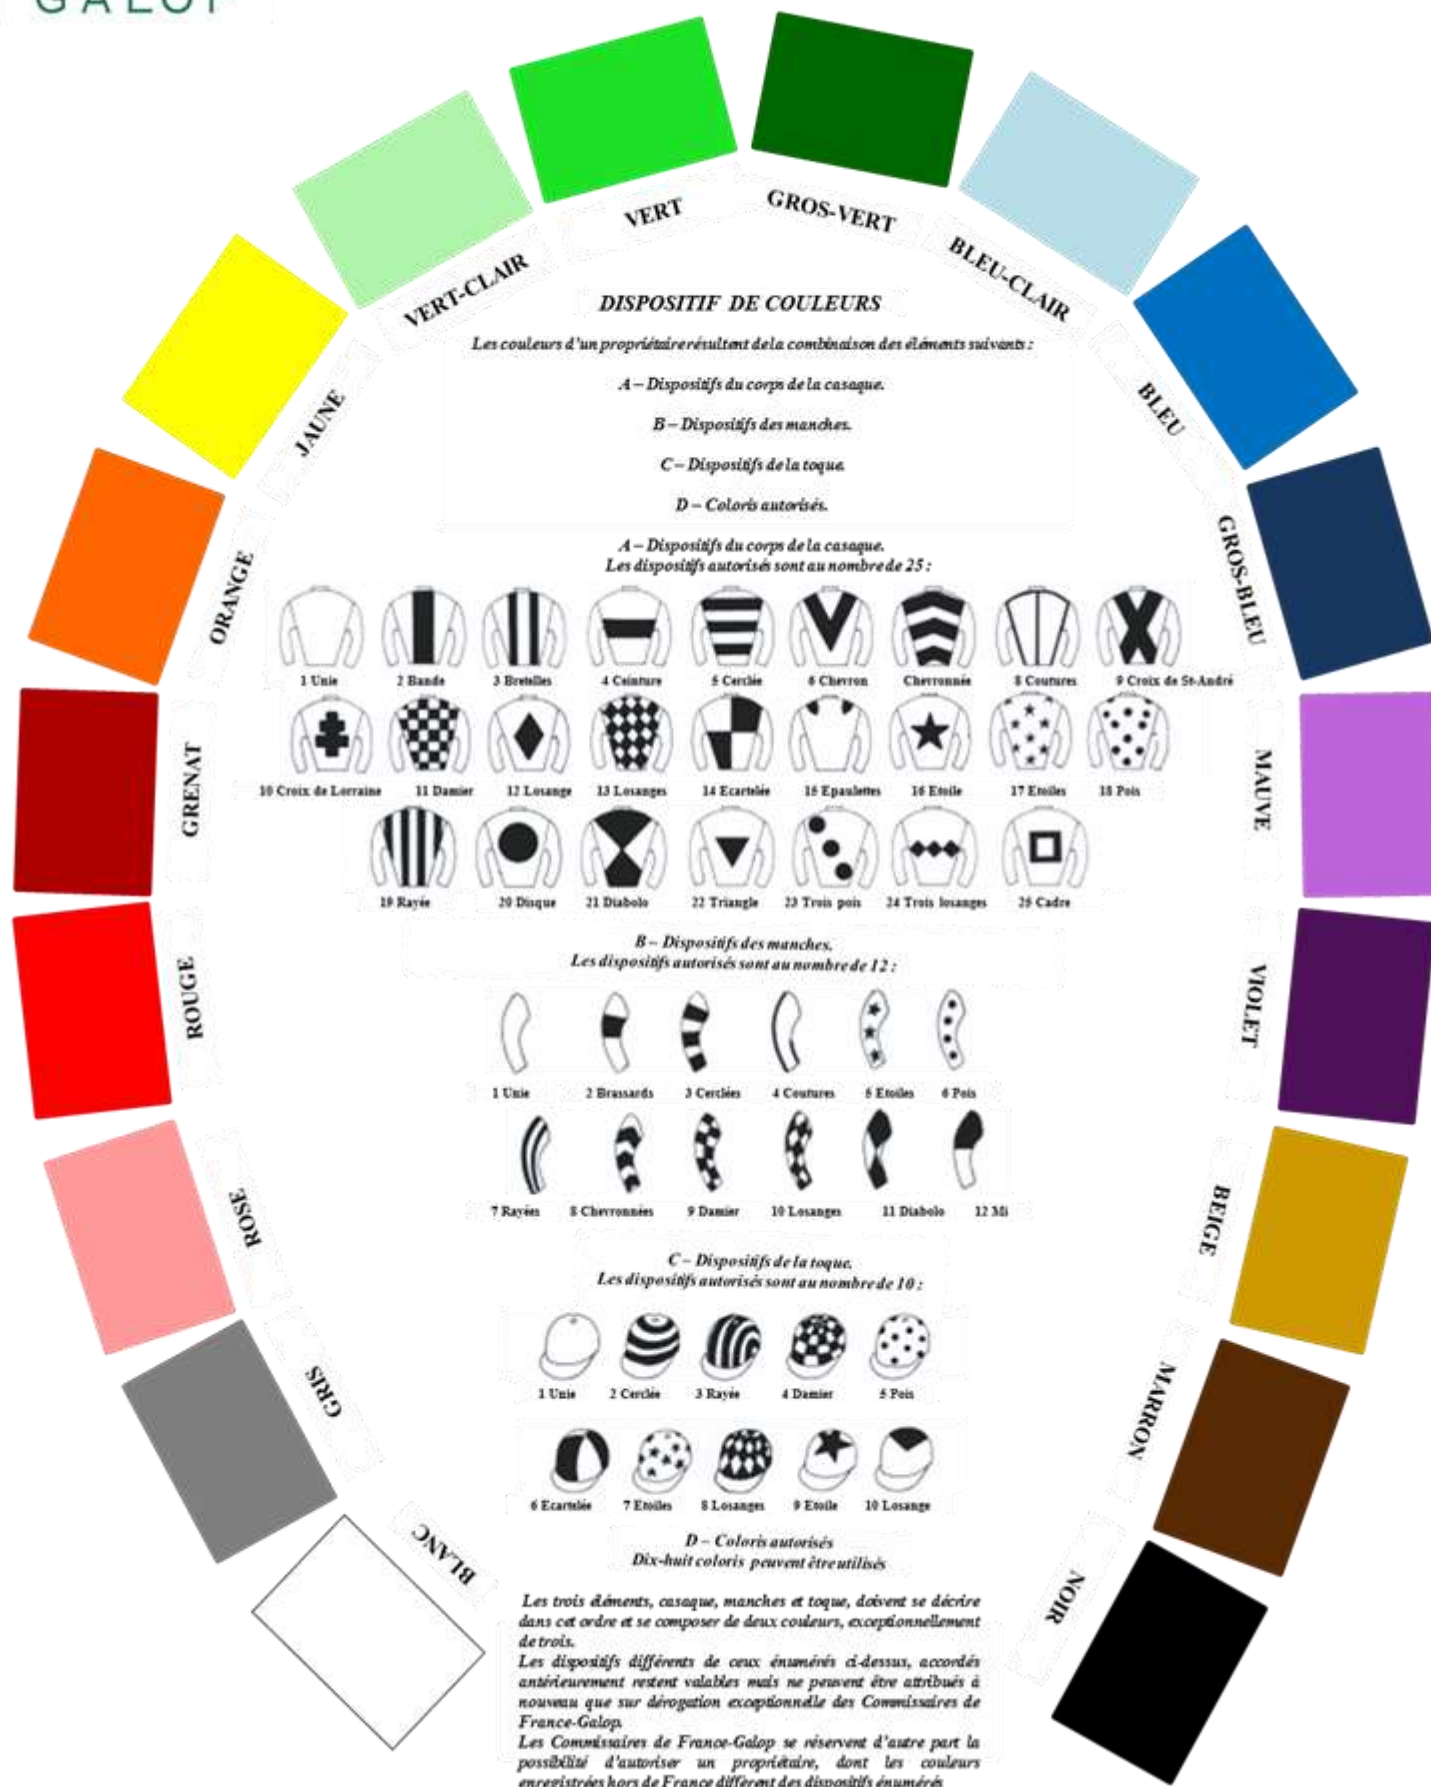 GALOP
VERT
GROS-VERT
VERT-CLAIR
BLEU-CLAIR
JAUNE
BLEU
ORANGE
GROS-BLEU
GRENAT
MAUVE
ROUGE
VIOLET
ROSE
BEIGE
GRIS
MARRON
BLANC
NOIR
DISPOSITIF DE COULEURS
Les couleurs d'un propriétaire résultent de la combinaison des éléments suivants :
A – Dispositifs du corps de la casaque.
B – Dispositifs des manches.
C – Dispositifs de la toque.
D – Coloris autorisés.
A – Dispositifs du corps de la casaque.
Les dispositifs autorisés sont au nombre de 25 :
1 Unie 2 Bande 3 Bretelles 4 Ceinture 5 Cerclée 6 Chevron Chevronnée 8 Coutures 9 Croix de St-André
10 Croix de Lorraine 11 Damier 12 Losange 13 Losanges 14 Ecartelée 15 Epaulettes 16 Etoile 17 Etoiles 18 Pois
19 Rayée 20 Disque 21 Diabolo 22 Triangle 23 Trois pois 24 Trois losanges 25 Cadre
B – Dispositifs des manches.
Les dispositifs autorisés sont au nombre de 12 :
1 Unie 2 Brassards 3 Cerclées 4 Coutures 5 Etoiles 6 Pois
7 Rayées 8 Chevronnées 9 Damier 10 Losanges 11 Diabolo 12 Mi
C – Dispositifs de la toque.
Les dispositifs autorisés sont au nombre de 10 :
1 Unie 2 Cerclée 3 Rayée 4 Damier 5 Pois
6 Ecartelée 7 Etoiles 8 Losanges 9 Etoile 10 Losange
D – Coloris autorisés
Dix-huit coloris peuvent être utilisés
Les trois éléments, casaque, manches et toque, doivent se décrire
dans cet ordre et se composer de deux couleurs, exceptionnellement
de trois.
Les dispositifs différents de ceux énumérés ci-dessus, accordés
antérieurement restent valables mais ne peuvent être attribués à
nouveau que sur dérogation exceptionnelle des Commissaires de
France-Galop.
Les Commissaires de France-Galop se réservent d'autre part la
possibilité d'autoriser un propriétaire, dont les couleurs
enregistrées hors de France diffèrent des dispositifs énumérés